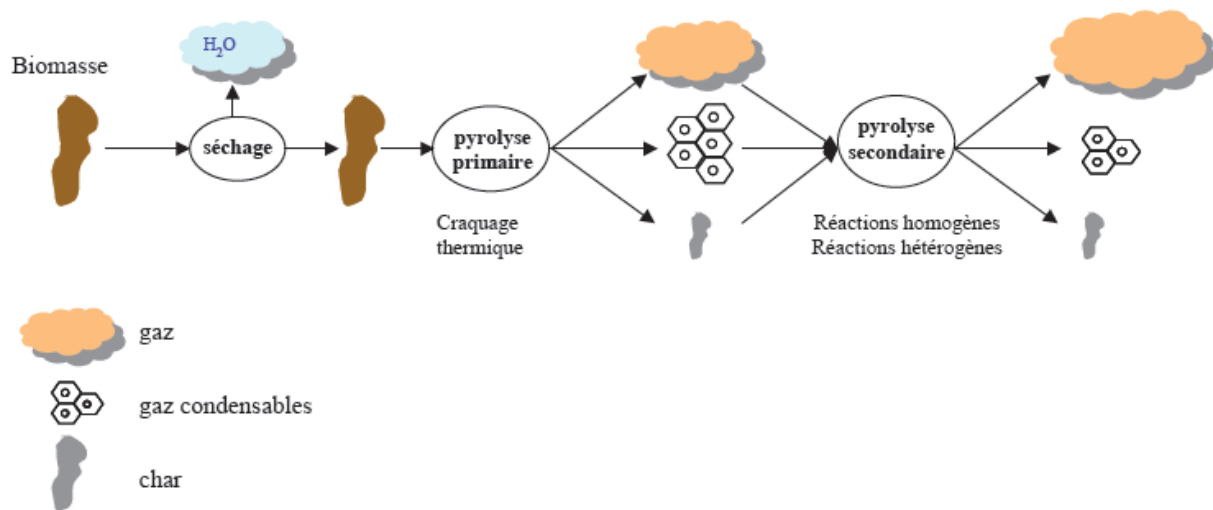 H₂O
Biomasse
séchage
pyrolyse
primaire
pyrolyse
secondaire
Craquage
thermique
Réactions homogènes
Réactions hétérogènes
gaz
gaz condensables
char